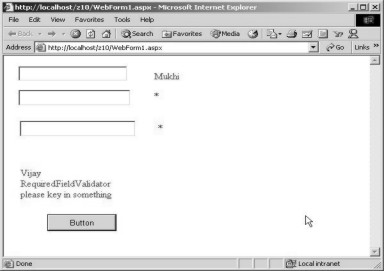 http://localhost/z10/WebForm1.aspx - Microsoft Internet Explorer
File Edit View Favorites Tools Help
Back Search Favorites Media
Address http://localhost/z10/WebForm1.aspx Go Links »
Mukhi
*
*
Vijay
RequiredFieldValidator
please key in something
Button
Done Local intranet